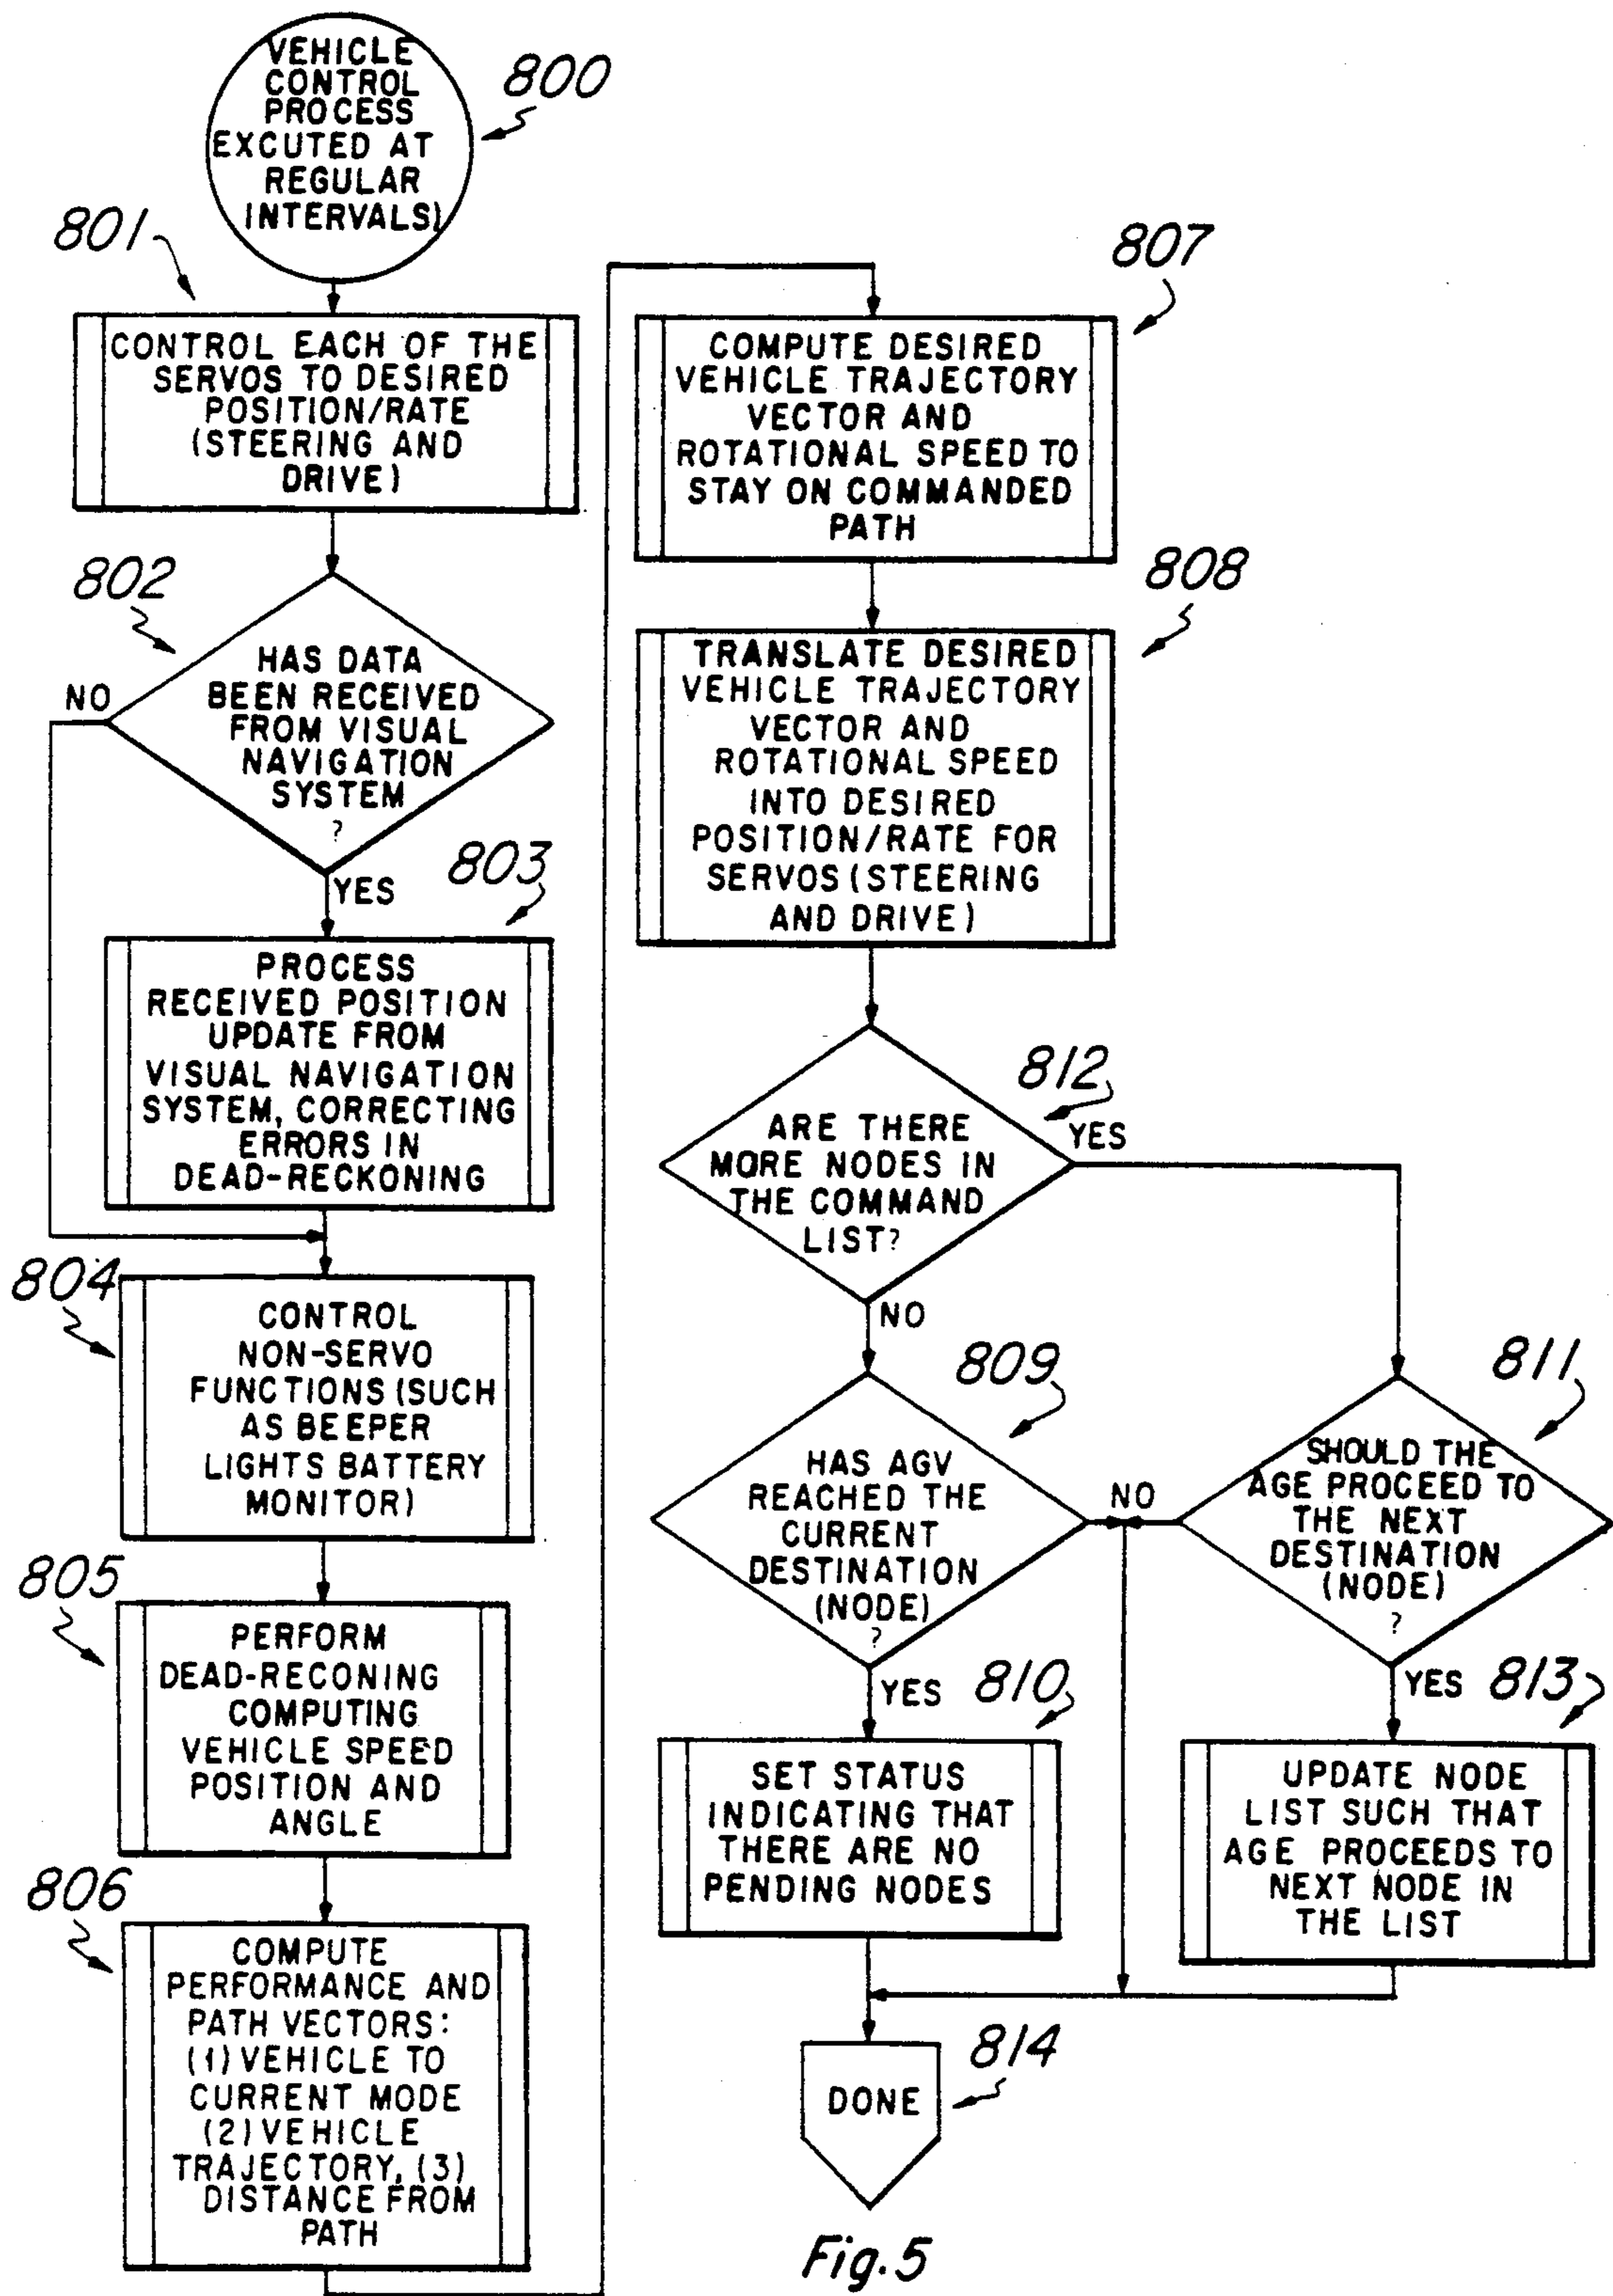 VEHICLE
CONTROL
PROCESS
EXCUTED AT
REGULAR
INTERVALS)
800
801
CONTROL EACH OF THE
SERVOS TO DESIRED
POSITION/RATE
(STEERING AND
DRIVE)
802
HAS DATA
BEEN RECEIVED
FROM VISUAL
NAVIGATION
SYSTEM
?
NO
YES
803
PROCESS
RECEIVED POSITION
UPDATE FROM
VISUAL NAVIGATION
SYSTEM, CORRECTING
ERRORS IN
DEAD-RECKONING
804
CONTROL
NON-SERVO
FUNCTIONS (SUCH
AS BEEPER
LIGHTS BATTERY
MONITOR)
805
PERFORM
DEAD-RECONING
COMPUTING
VEHICLE SPEED
POSITION AND
ANGLE
806
COMPUTE
PERFORMANCE AND
PATH VECTORS:
(1) VEHICLE TO
CURRENT MODE
(2) VEHICLE
TRAJECTORY, (3)
DISTANCE FROM
PATH
807
COMPUTE DESIRED
VEHICLE TRAJECTORY
VECTOR AND
ROTATIONAL SPEED TO
STAY ON COMMANDED
PATH
808
TRANSLATE DESIRED
VEHICLE TRAJECTORY
VECTOR AND
ROTATIONAL SPEED
INTO DESIRED
POSITION/RATE FOR
SERVOS (STEERING
AND DRIVE)
812
ARE THERE
MORE NODES IN
THE COMMAND
LIST?
YES
NO
809
HAS AGV
REACHED THE
CURRENT
DESTINATION
(NODE)
?
NO
YES
811
SHOULD THE
AGE PROCEED TO
THE NEXT
DESTINATION
(NODE)
?
YES
810
SET STATUS
INDICATING THAT
THERE ARE NO
PENDING NODES
813
UPDATE NODE
LIST SUCH THAT
AGE PROCEEDS TO
NEXT NODE IN
THE LIST
814
DONE
Fig. 5